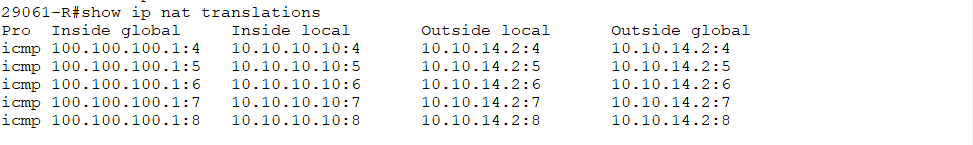 29061-R#show ip nat translations
Pro  Inside global     Inside local       Outside local      Outside global
icmp 100.100.100.1:4   10.10.10.10:4      10.10.14.2:4       10.10.14.2:4
icmp 100.100.100.1:5   10.10.10.10:5      10.10.14.2:5       10.10.14.2:5
icmp 100.100.100.1:6   10.10.10.10:6      10.10.14.2:6       10.10.14.2:6
icmp 100.100.100.1:7   10.10.10.10:7      10.10.14.2:7       10.10.14.2:7
icmp 100.100.100.1:8   10.10.10.10:8      10.10.14.2:8       10.10.14.2:8